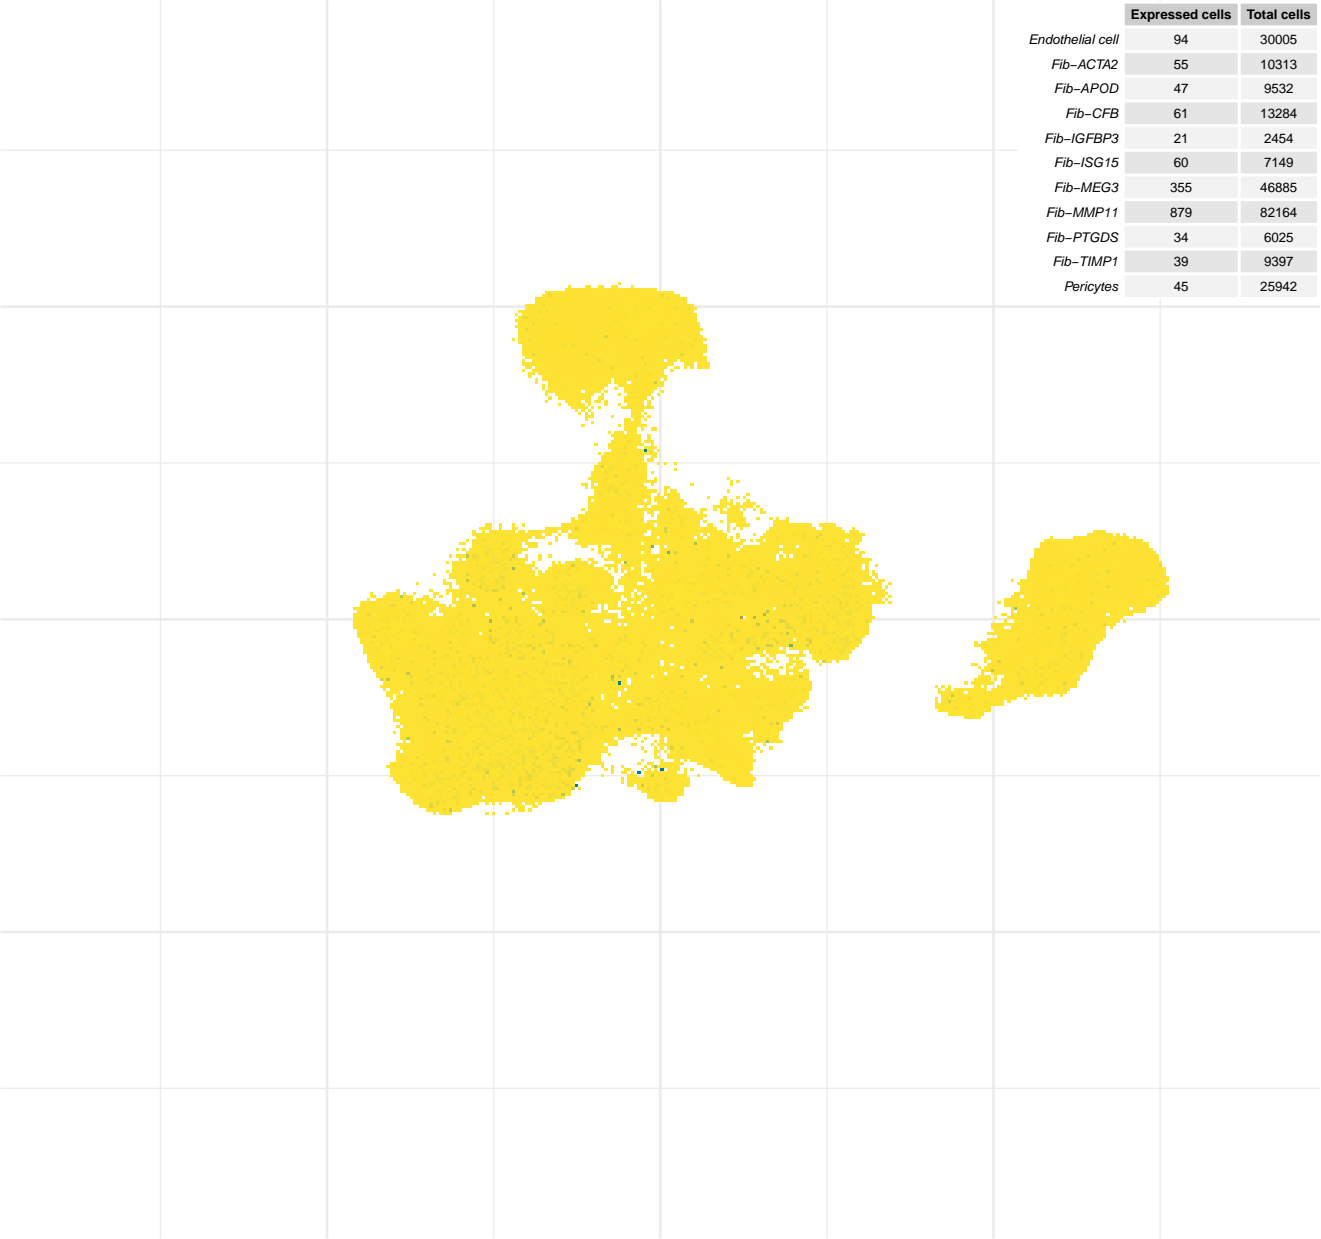 Expressed cells Total cells
Endothelial cell 94 30005
Fib−ACTA2 55 10313
Fib−APOD 47 9532
Fib−CFB 61 13284
Fib−IGFBP3 21 2454
Fib−ISG15 60 7149
Fib−MEG3 355 46885
Fib−MMP11 879 82164
Fib−PTGDS 34 6025
Fib−TIMP1 39 9397
Pericytes 45 25942